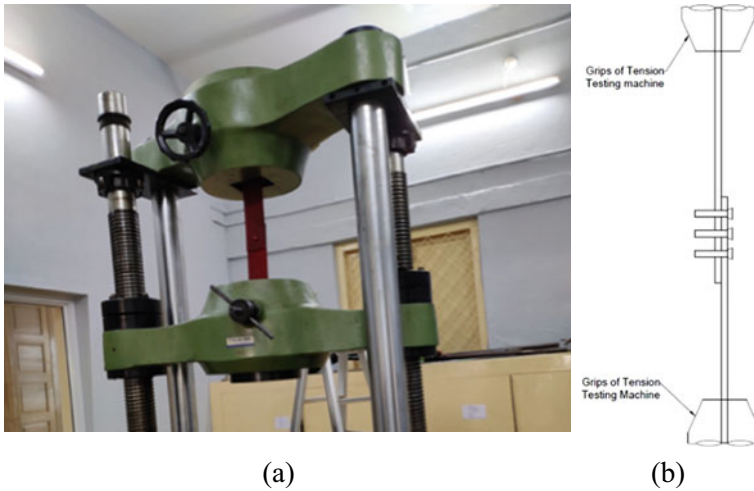 Grips of Tension
Testing machine
Grips of Tension
Testing Machine
(a)
(b)